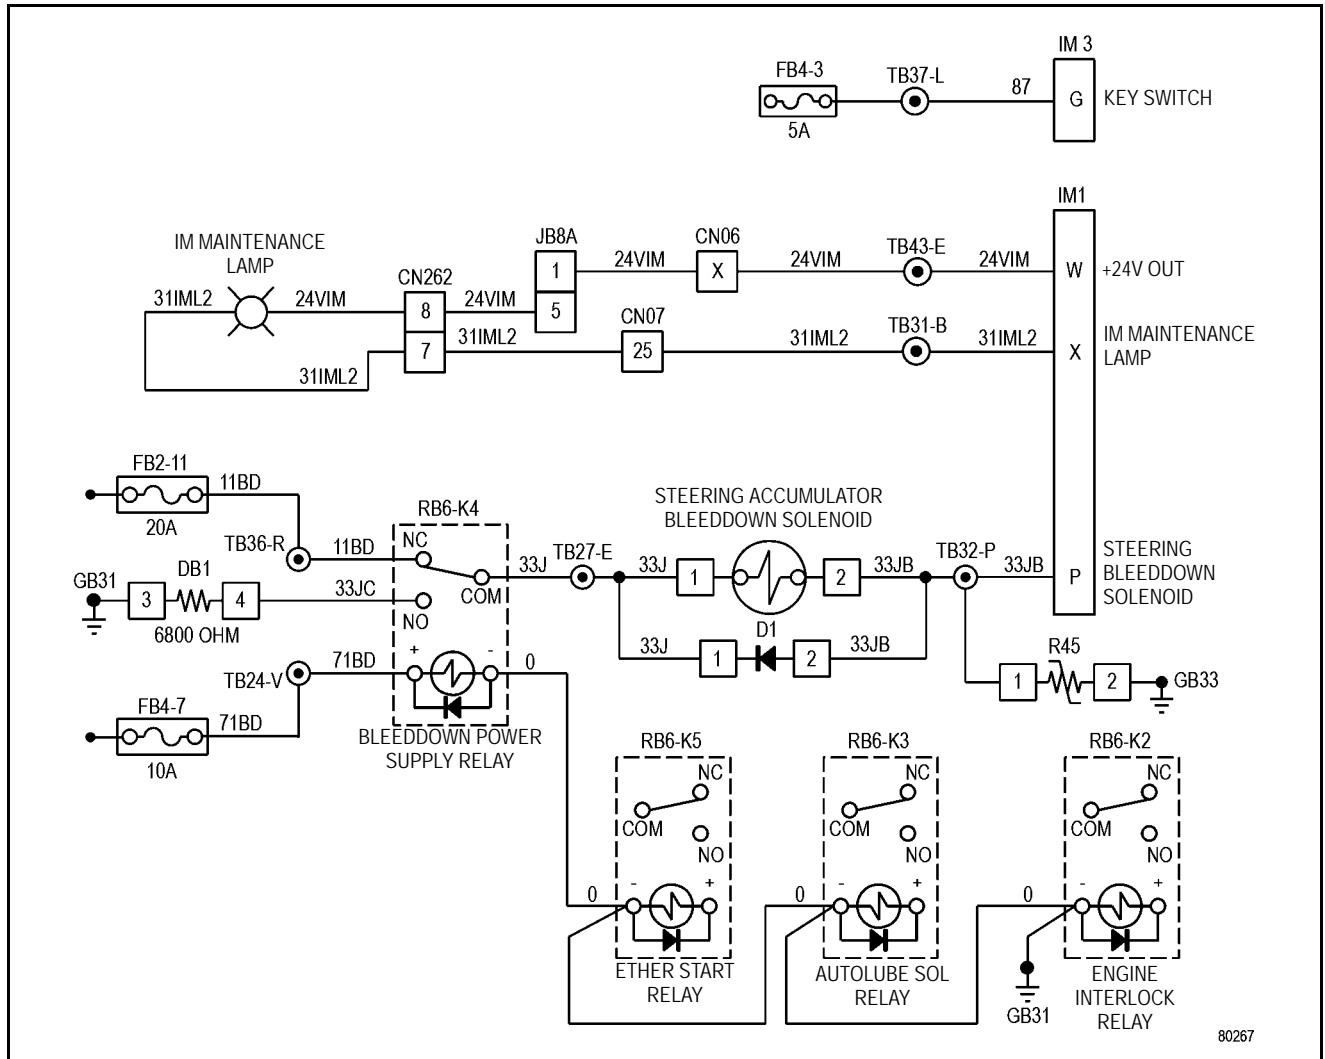 IM 3
FB4-3
TB37-L
87
G
KEY SWITCH
5A
IM1
IM MAINTENANCE
LAMP
JB8A
CN06
TB43-E
CN262
1
24VIM
X
24VIM
24VIM
W
+24V OUT
31IML2
24VIM
8
24VIM
5
CN07
TB31-B
7
31IML2
25
31IML2
31IML2
X
IM MAINTENANCE
LAMP
31IML2
FB2-11
11BD
20A
STEERING ACCUMULATOR
BLEEDDOWN SOLENOID
RB6-K4
TB36-R
11BD
NC
33J
TB27-E
33J
1
2
33JB
TB32-P
33JB
P
STEERING
BLEEDDOWN
SOLENOID
COM
GB31
DB1
3
4
33JC
NO
6800 OHM
D1
33J
1
2
33JB
R45
1
2
GB33
TB24-V
71BD
+
-
0
FB4-7
71BD
10A
BLEEDDOWN POWER
SUPPLY RELAY
RB6-K5
RB6-K3
RB6-K2
NC
NC
NC
COM
COM
COM
NO
NO
NO
0
-
+
0
-
+
0
-
+
ETHER START
RELAY
AUTOLUBE SOL
RELAY
GB31
ENGINE
INTERLOCK
RELAY
80267